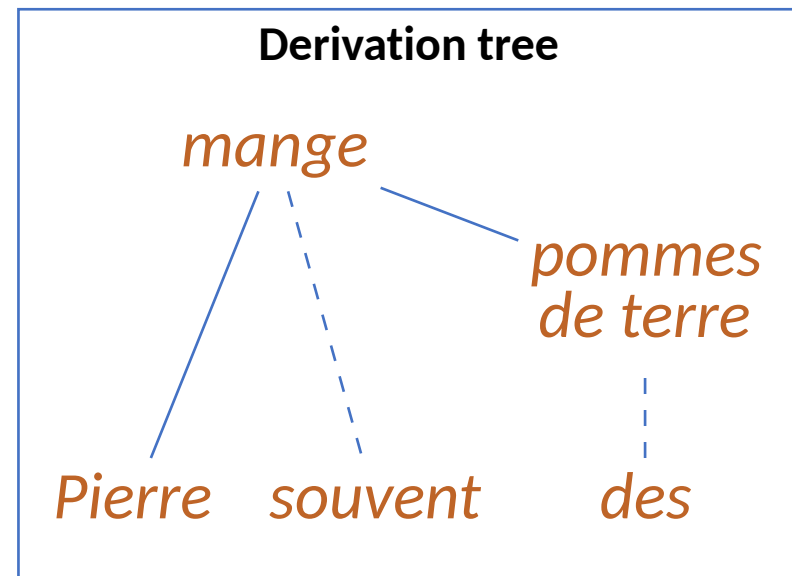 Derivation tree
mange
pommes
de terre
Pierre souvent des